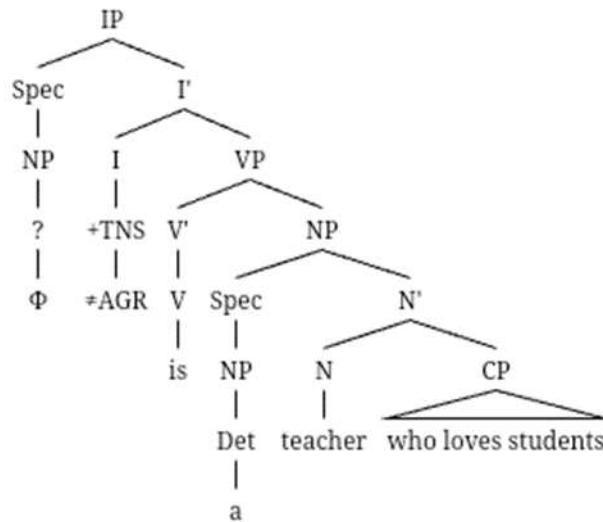 IP
Spec I'
NP I VP
? +TNS V' NP
Φ ≠AGR V Spec N'
is NP N CP
Det teacher who loves students
a